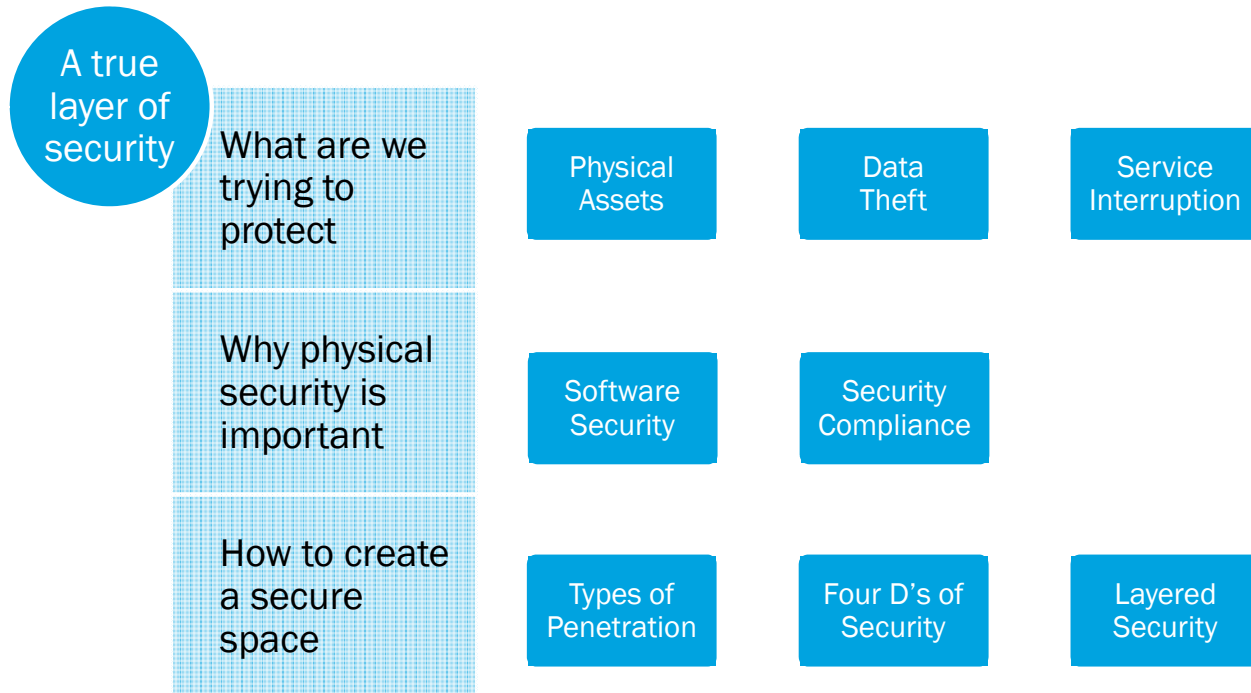 A true
layer of
security
What are we
trying to
protect
Physical
Assets
Data
Theft
Service
Interruption
Why physical
security is
important
Software
Security
Security
Compliance
How to create
a secure
space
Types of
Penetration
Four D’s of
Security
Layered
Security